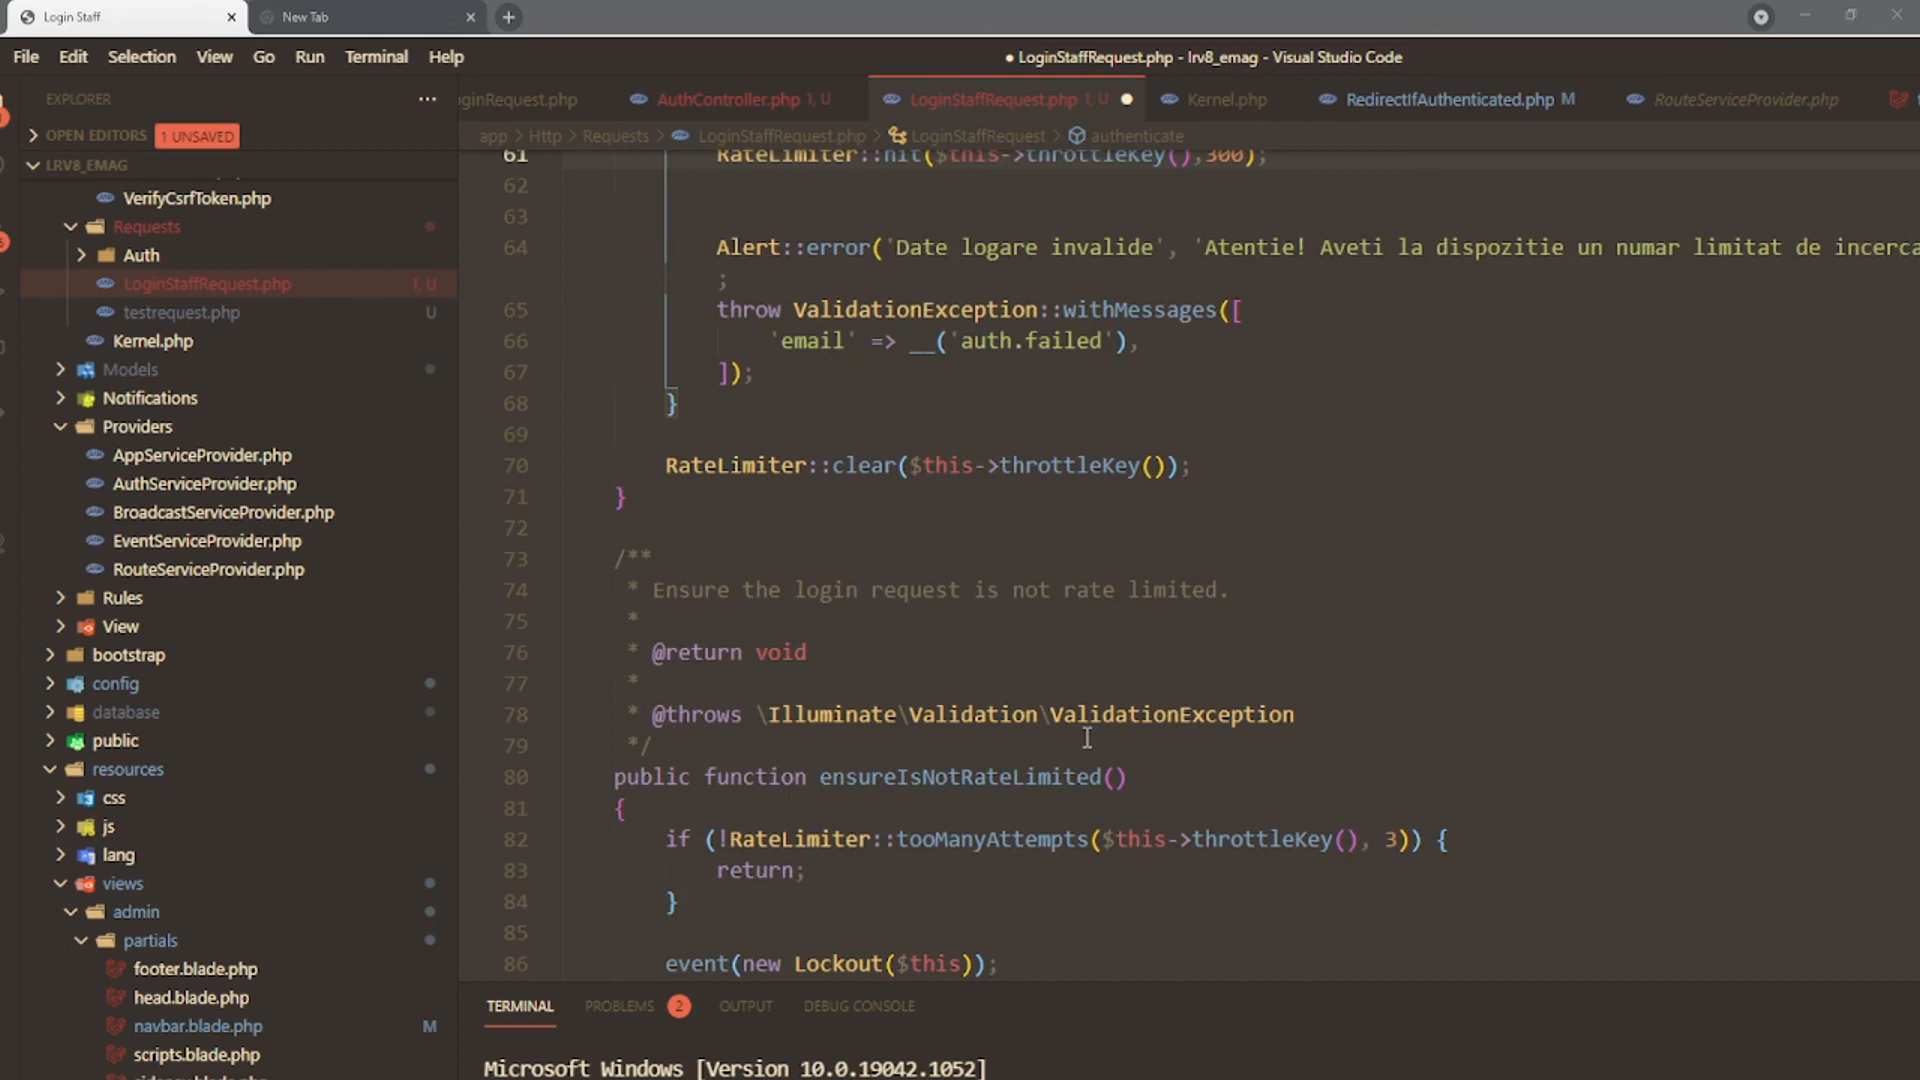 Login Staff
New Tab
File Edit Selection View Go Run Terminal Help
● LoginStaffRequest.php - lrv8_emag - Visual Studio Code
EXPLORER
ginRequest.php
AuthController.php 1, U
LoginStaffRequest.php 1, U
Kernel.php
RedirectIfAuthenticated.php M
RouteServiceProvider.php
OPEN EDITORS 1 UNSAVED
app > Http > Requests > LoginStaffRequest.php > LoginStaffRequest > authenticate
LRV8_EMAG
VerifyCsrfToken.php
Requests
Auth
LoginStaffRequest.php 1, U
testrequest.php U
Kernel.php
Models
Notifications
Providers
AppServiceProvider.php
AuthServiceProvider.php
BroadcastServiceProvider.php
EventServiceProvider.php
RouteServiceProvider.php
Rules
View
bootstrap
config
database
public
resources
css
js
lang
views
admin
partials
footer.blade.php
head.blade.php
navbar.blade.php M
scripts.blade.php
61 RateLimiter::hit($this->throttleKey(),300);
62
63
64 Alert::error('Date logare invalide', 'Atentie! Aveti la dispozitie un numar limitat de incerca
;
65 throw ValidationException::withMessages([
66 'email' => __('auth.failed'),
67 ]);
68 }
69
70 RateLimiter::clear($this->throttleKey());
71 }
72
73 /**
74 * Ensure the login request is not rate limited.
75 *
76 * @return void
77 *
78 * @throws \Illuminate\Validation\ValidationException
79 */
80 public function ensureIsNotRateLimited()
81 {
82 if (!RateLimiter::tooManyAttempts($this->throttleKey(), 3)) {
83 return;
84 }
85
86 event(new Lockout($this));
TERMINAL PROBLEMS 2 OUTPUT DEBUG CONSOLE
Microsoft Windows [Version 10.0.19042.1052]